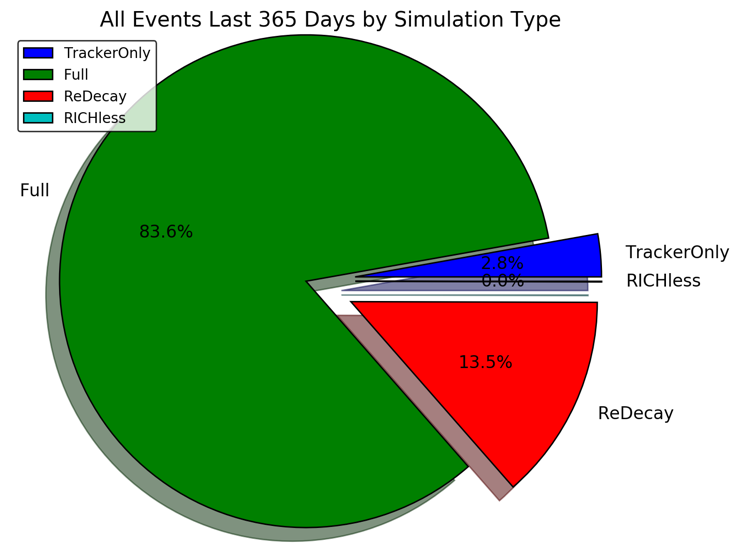 All Events Last 365 Days by Simulation Type
TrackerOnly
Full
ReDecay
RICHless
Full
83.6%
TrackerOnly
2.8%
RICHless
0.0%
13.5%
ReDecay